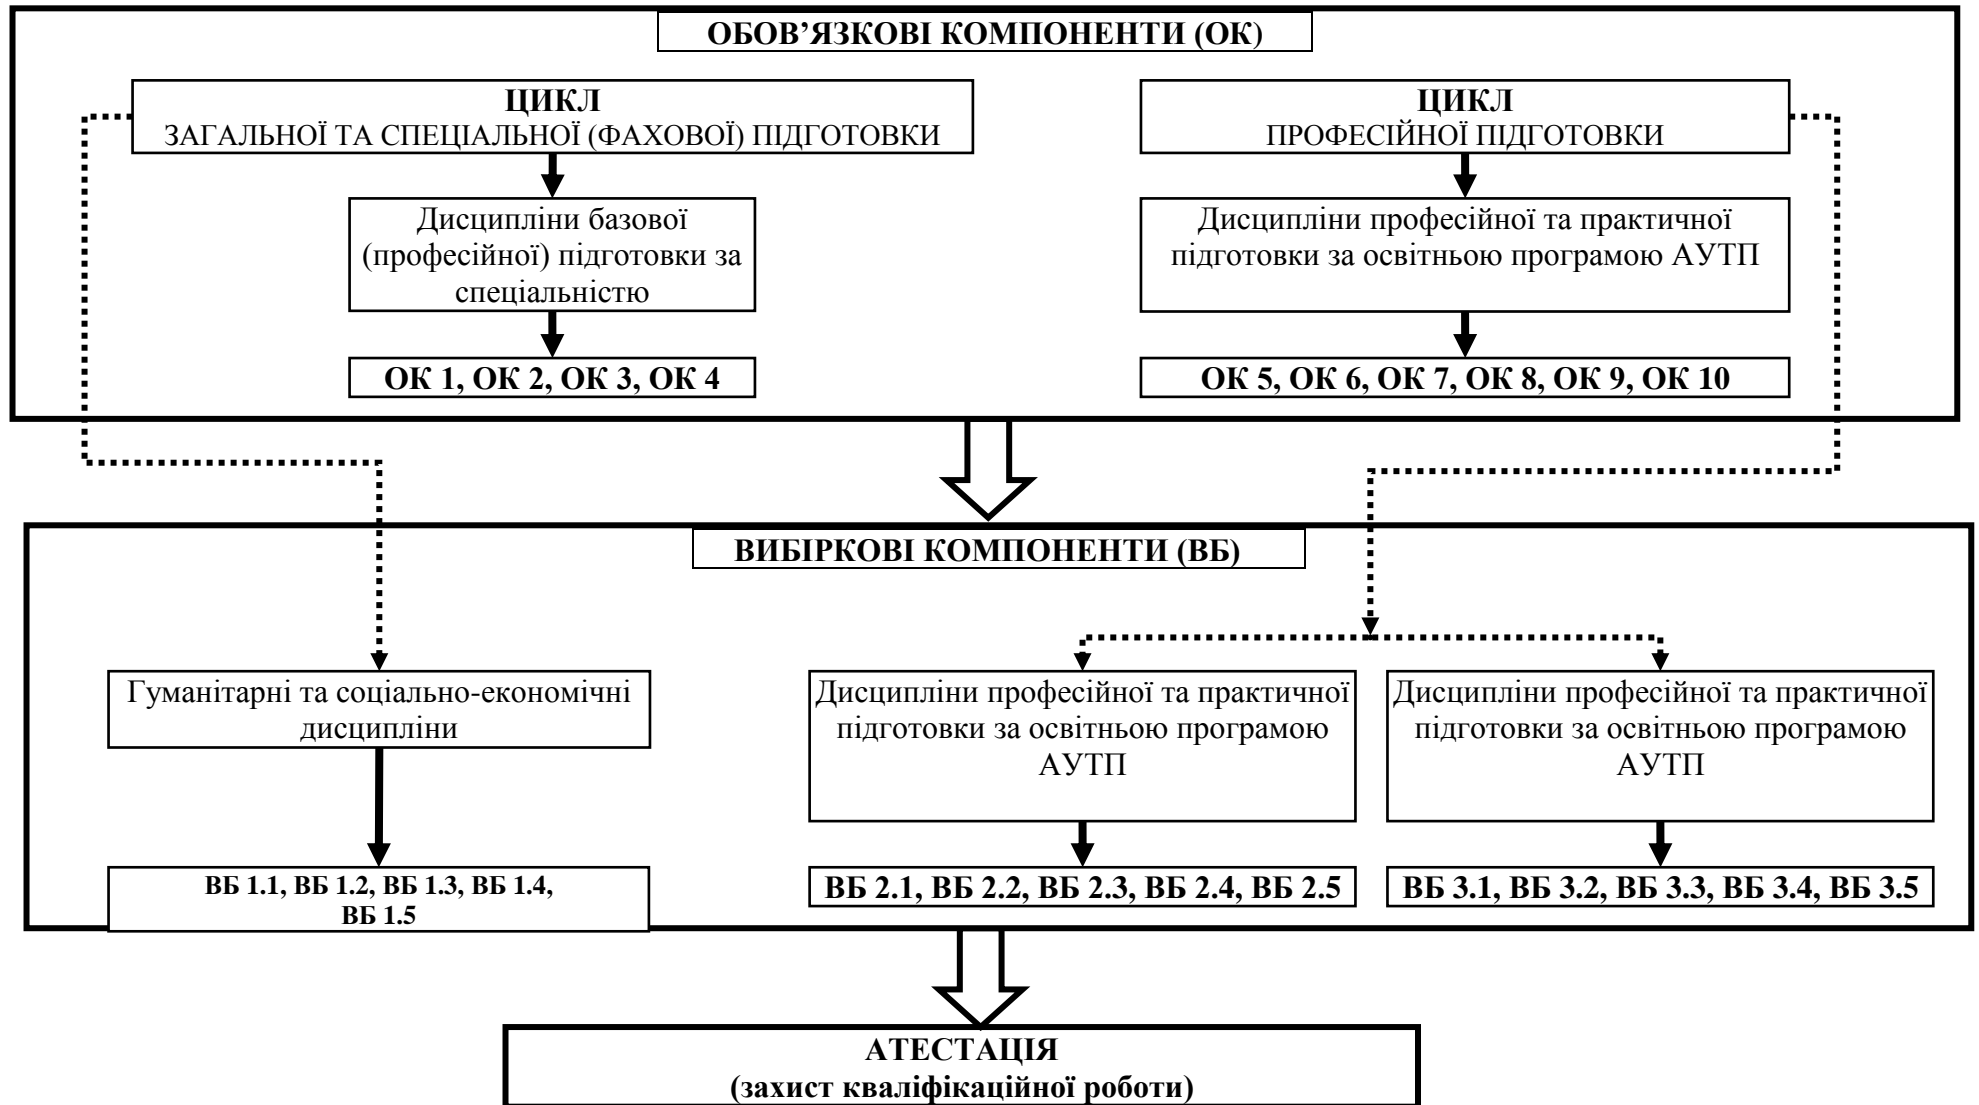 ОБОВ’ЯЗКОВІ КОМПОНЕНТИ (ОК)
ЦИКЛ
ЗАГАЛЬНОЇ ТА СПЕЦІАЛЬНОЇ (ФАХОВОЇ) ПІДГОТОВКИ
ЦИКЛ
ПРОФЕСІЙНОЇ ПІДГОТОВКИ
Дисципліни базової
(професійної) підготовки за
спеціальністю
Дисципліни професійної та практичної
підготовки за освітньою програмою АУТП
ОК 1, ОК 2, ОК 3, ОК 4
ОК 5, ОК 6, ОК 7, ОК 8, ОК 9, ОК 10
ВИБІРКОВІ КОМПОНЕНТИ (ВБ)
Гуманітарні та соціально-економічні
дисципліни
Дисципліни професійної та практичної
підготовки за освітньою програмою
АУТП
Дисципліни професійної та практичної
підготовки за освітньою програмою
АУТП
ВБ 1.1, ВБ 1.2, ВБ 1.3, ВБ 1.4,
ВБ 1.5
ВБ 2.1, ВБ 2.2, ВБ 2.3, ВБ 2.4, ВБ 2.5
ВБ 3.1, ВБ 3.2, ВБ 3.3, ВБ 3.4, ВБ 3.5
АТЕСТАЦІЯ
(захист кваліфікаційної роботи)